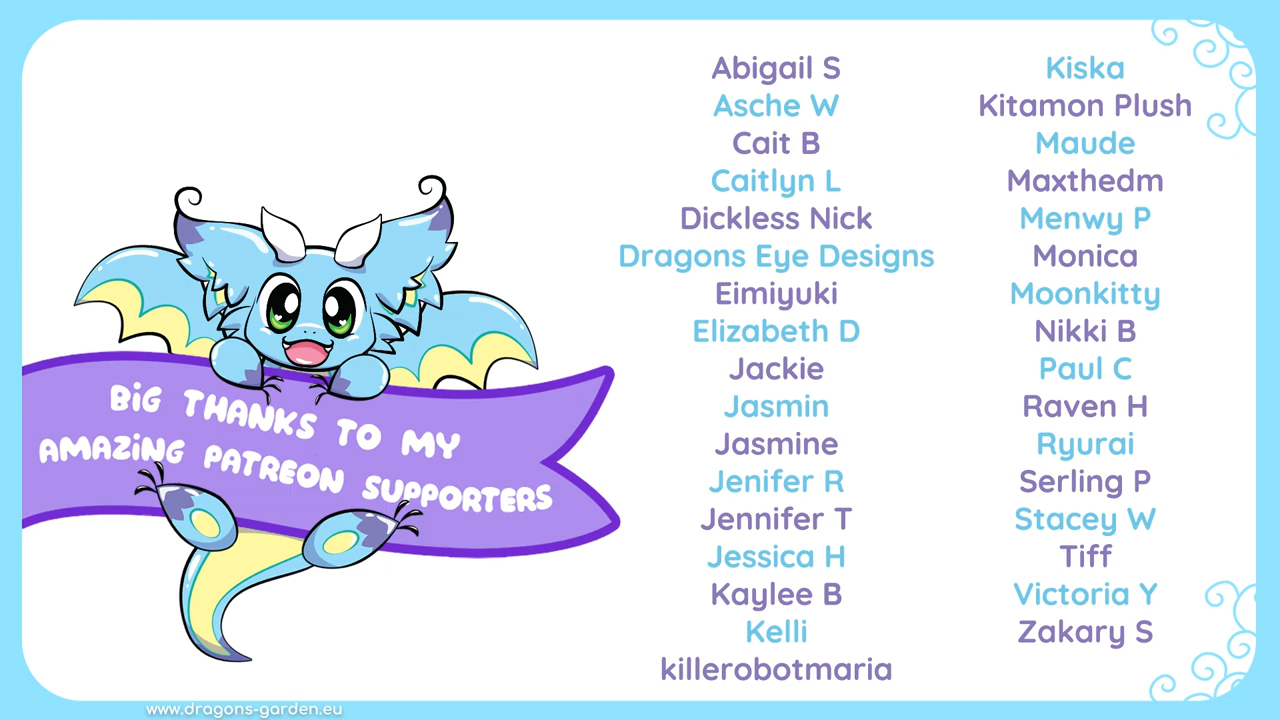 BiG THANKS TO MY
AMAZiNG PATREON SUPPORTERS
Abigail S
Asche W
Cait B
Caitlyn L
Dickless Nick
Dragons Eye Designs
Eimiyuki
Elizabeth D
Jackie
Jasmin
Jasmine
Jenifer R
Jennifer T
Jessica H
Kaylee B
Kelli
killerobotmaria
Kiska
Kitamon Plush
Maude
Maxthedm
Menwy P
Monica
Moonkitty
Nikki B
Paul C
Raven H
Ryurai
Serling P
Stacey W
Tiff
Victoria Y
Zakary S
www.dragons-garden.eu